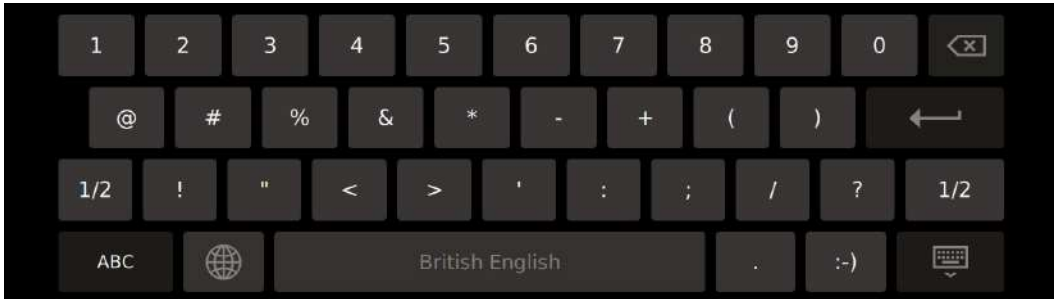 1 2 3 4 5 6 7 8 9 0
@ # % & * - + ( )
1/2 ! " < > ' : ; / ? 1/2
ABC British English . :-)